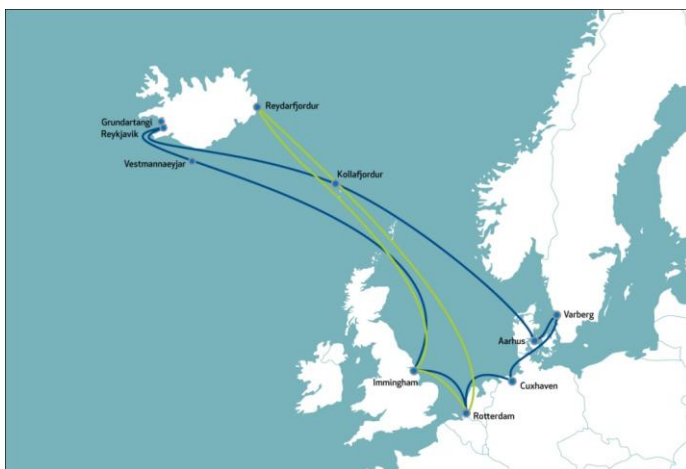 Reydarfjordur
Grundartangi
Reykjavik
Vestmannaeyjar
Kollafjordur
Varberg
Aarhus
Immingham
Cuxhaven
Rotterdam